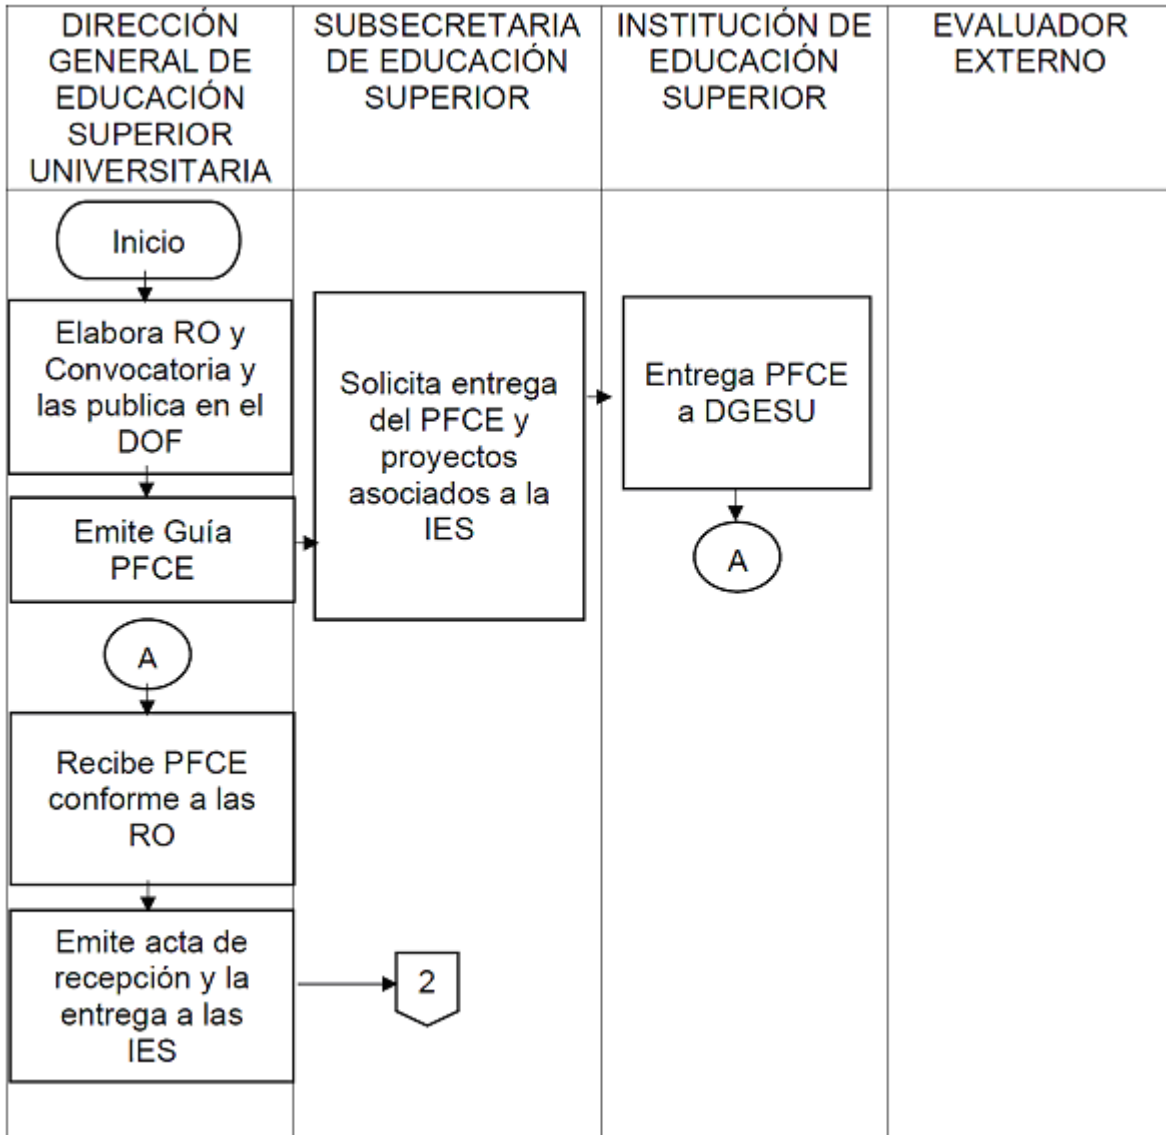 DIRECCIÓN
GENERAL DE
EDUCACIÓN
SUPERIOR
UNIVERSITARIA
SUBSECRETARIA
DE EDUCACIÓN
SUPERIOR
INSTITUCIÓN DE
EDUCACIÓN
SUPERIOR
EVALUADOR
EXTERNO
Inicio
Elabora RO y
Convocatoria y
las publica en el
DOF
Emite Guía
PFCE
Solicita entrega
del PFCE y
proyectos
asociados a la
IES
Entrega PFCE
a DGESU
A
A
Recibe PFCE
conforme a las
RO
Emite acta de
recepción y la
entrega a las
IES
2